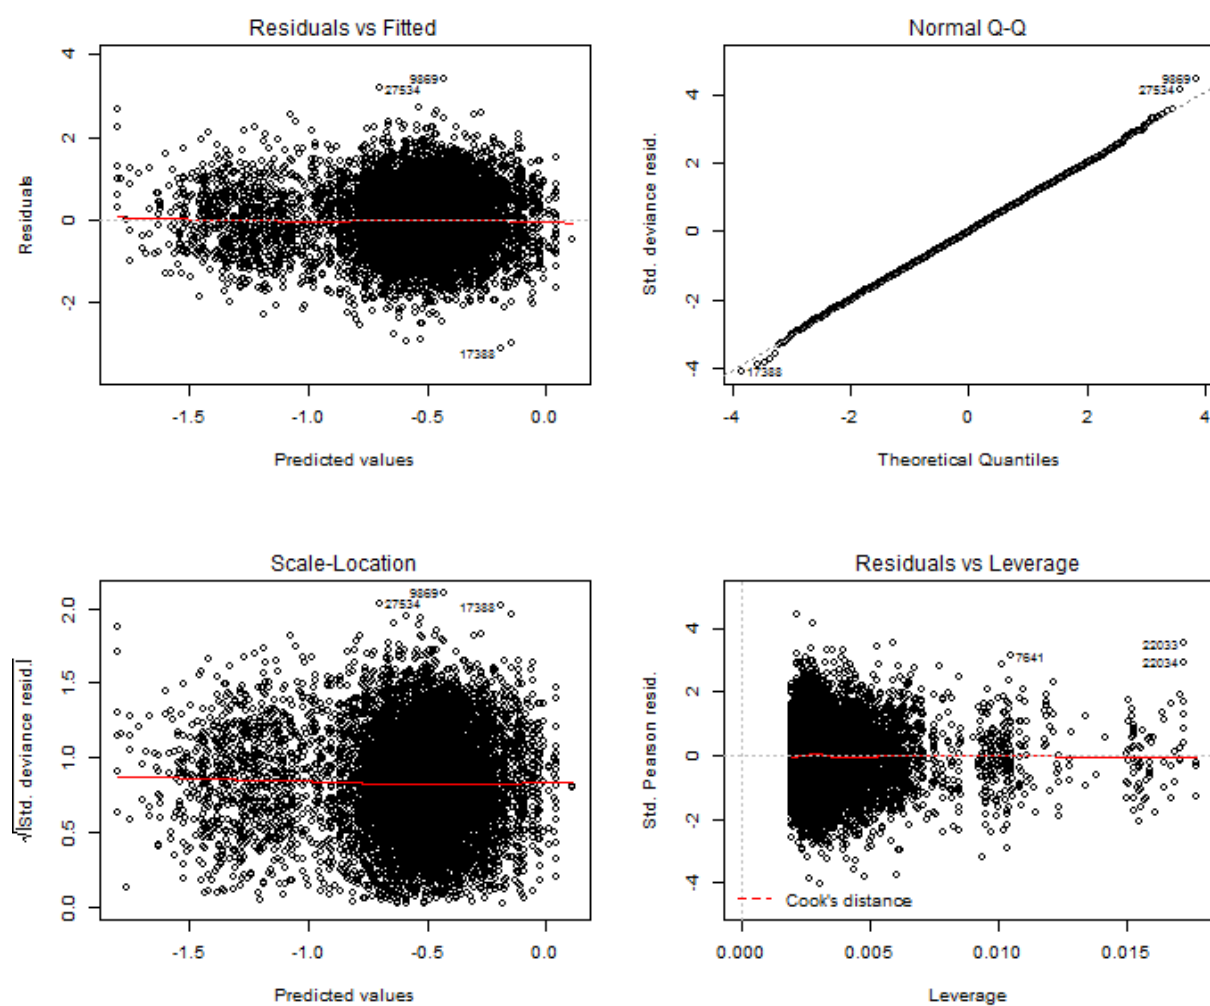 Residuals vs Fitted
Residuals
4
2
0
-2
9869
27534
17388
-1.5 -1.0 -0.5 0.0
Predicted values
Normal Q-Q
Std. deviance resid.
4
2
0
-2
-4
9869
27534
17388
-4 -2 0 2 4
Theoretical Quantiles
Scale-Location
√|Std. deviance resid.|
2.0
1.5
1.0
0.5
0.0
9869
27534
17388
-1.5 -1.0 -0.5 0.0
Predicted values
Residuals vs Leverage
Std. Pearson resid.
4
2
0
-2
-4
22033
7641
22034
Cook's distance
0.000 0.005 0.010 0.015
Leverage